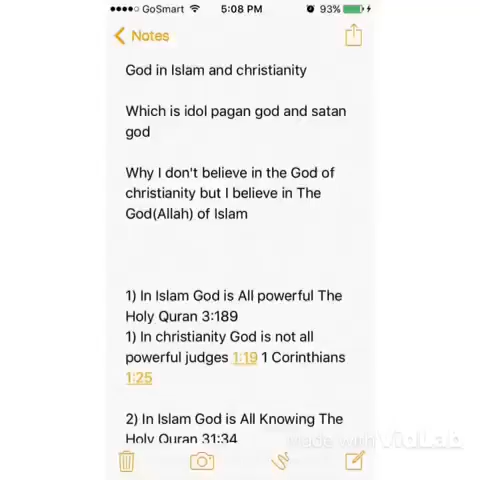 GoSmart 5:08 PM 93%
Notes
God in Islam and christianity
Which is idol pagan god and satan
god
Why I don't believe in the God of
christianity but I believe in The
God(Allah) of Islam
1) In Islam God is All powerful The
Holy Quran 3:189
1) In christianity God is not all
powerful judges 1:19 1 Corinthians
1:25
2) In Islam God is All Knowing The
Holy Quran 31:34
Made with VidLab